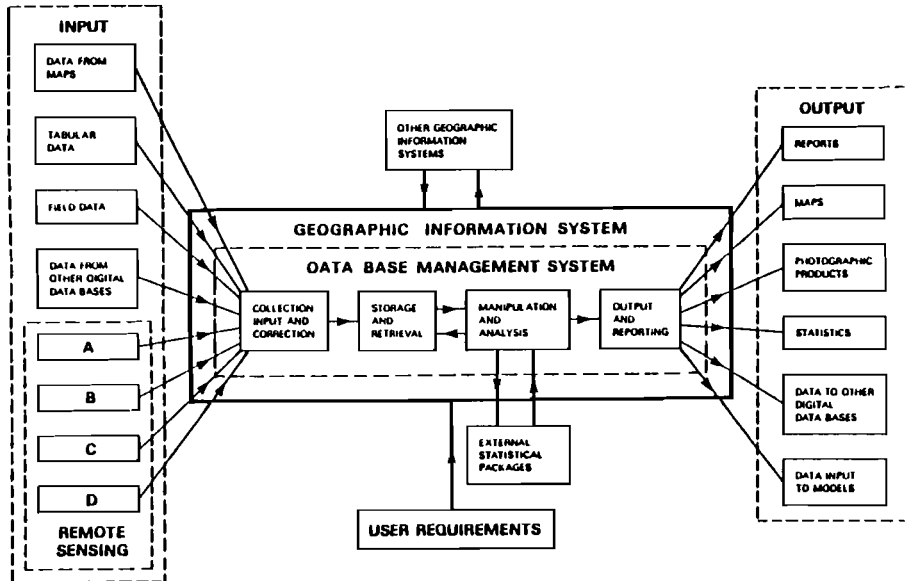 INPUT
DATA FROM
MAPS
TABULAR
DATA
FIELD DATA
DATA FROM
OTHER DIGITAL
DATA BASES
A
B
C
D
REMOTE
SENSING
OTHER GEOGRAPHIC
INFORMATION
SYSTEMS
GEOGRAPHIC INFORMATION SYSTEM
DATA BASE MANAGEMENT SYSTEM
COLLECTION
INPUT AND
CORRECTION
STORAGE
AND
RETRIEVAL
MANIPULATION
AND
ANALYSIS
OUTPUT
AND
REPORTING
EXTERNAL
STATISTICAL
PACKAGES
USER REQUIREMENTS
OUTPUT
REPORTS
MAPS
PHOTOGRAPHIC
PRODUCTS
STATISTICS
DATA TO OTHER
DIGITAL
DATA BASES
DATA INPUT
TO MODELS